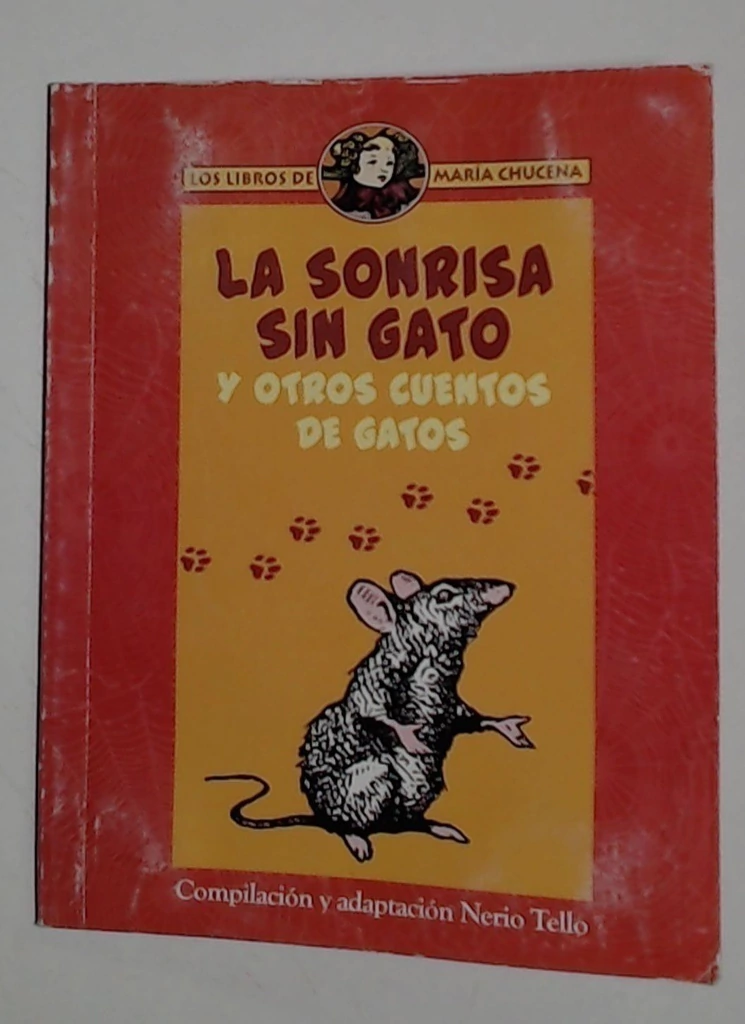 LOS LIBROS DE MARÍA CHUCENA
LA SONRISA
SIN GATO
Y OTROS CUENTOS
DE GATOS
Compilación y adaptación Nerio Tello